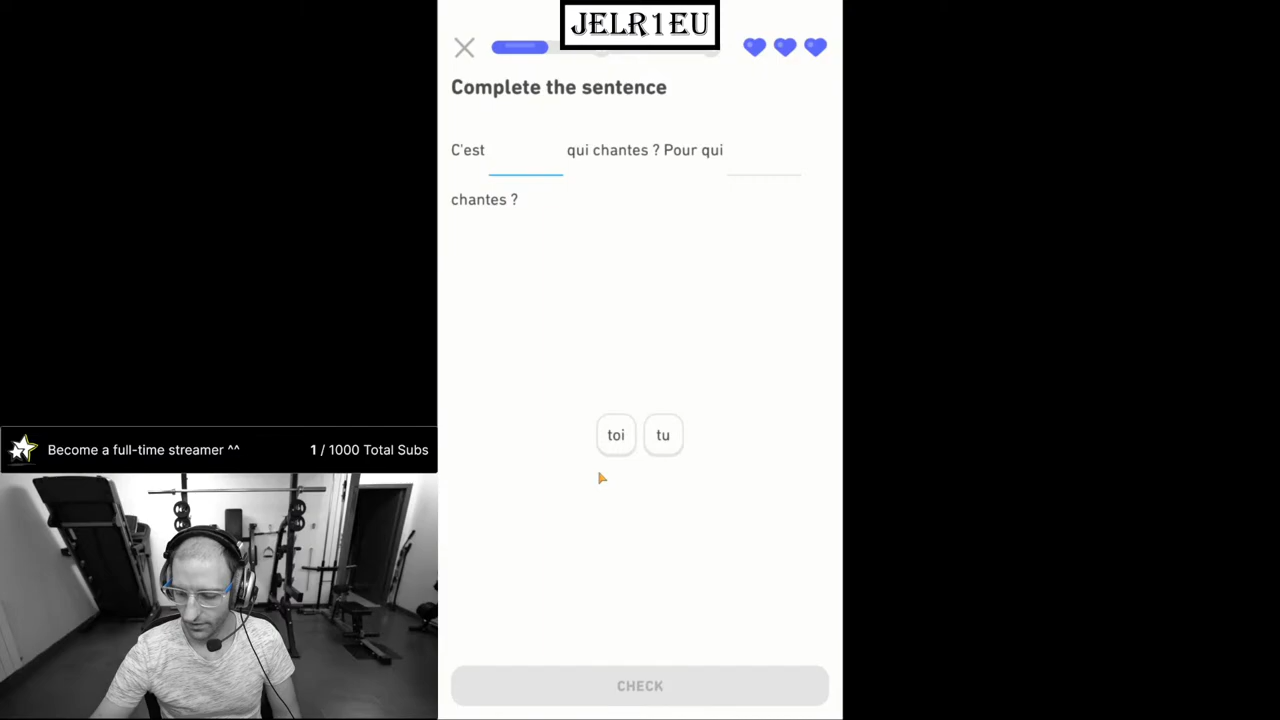 JELR1EU
Complete the sentence
C'est qui chantes ? Pour qui
chantes ?
toi tu
Become a full-time streamer ^^ 1 / 1000 Total Subs
CHECK